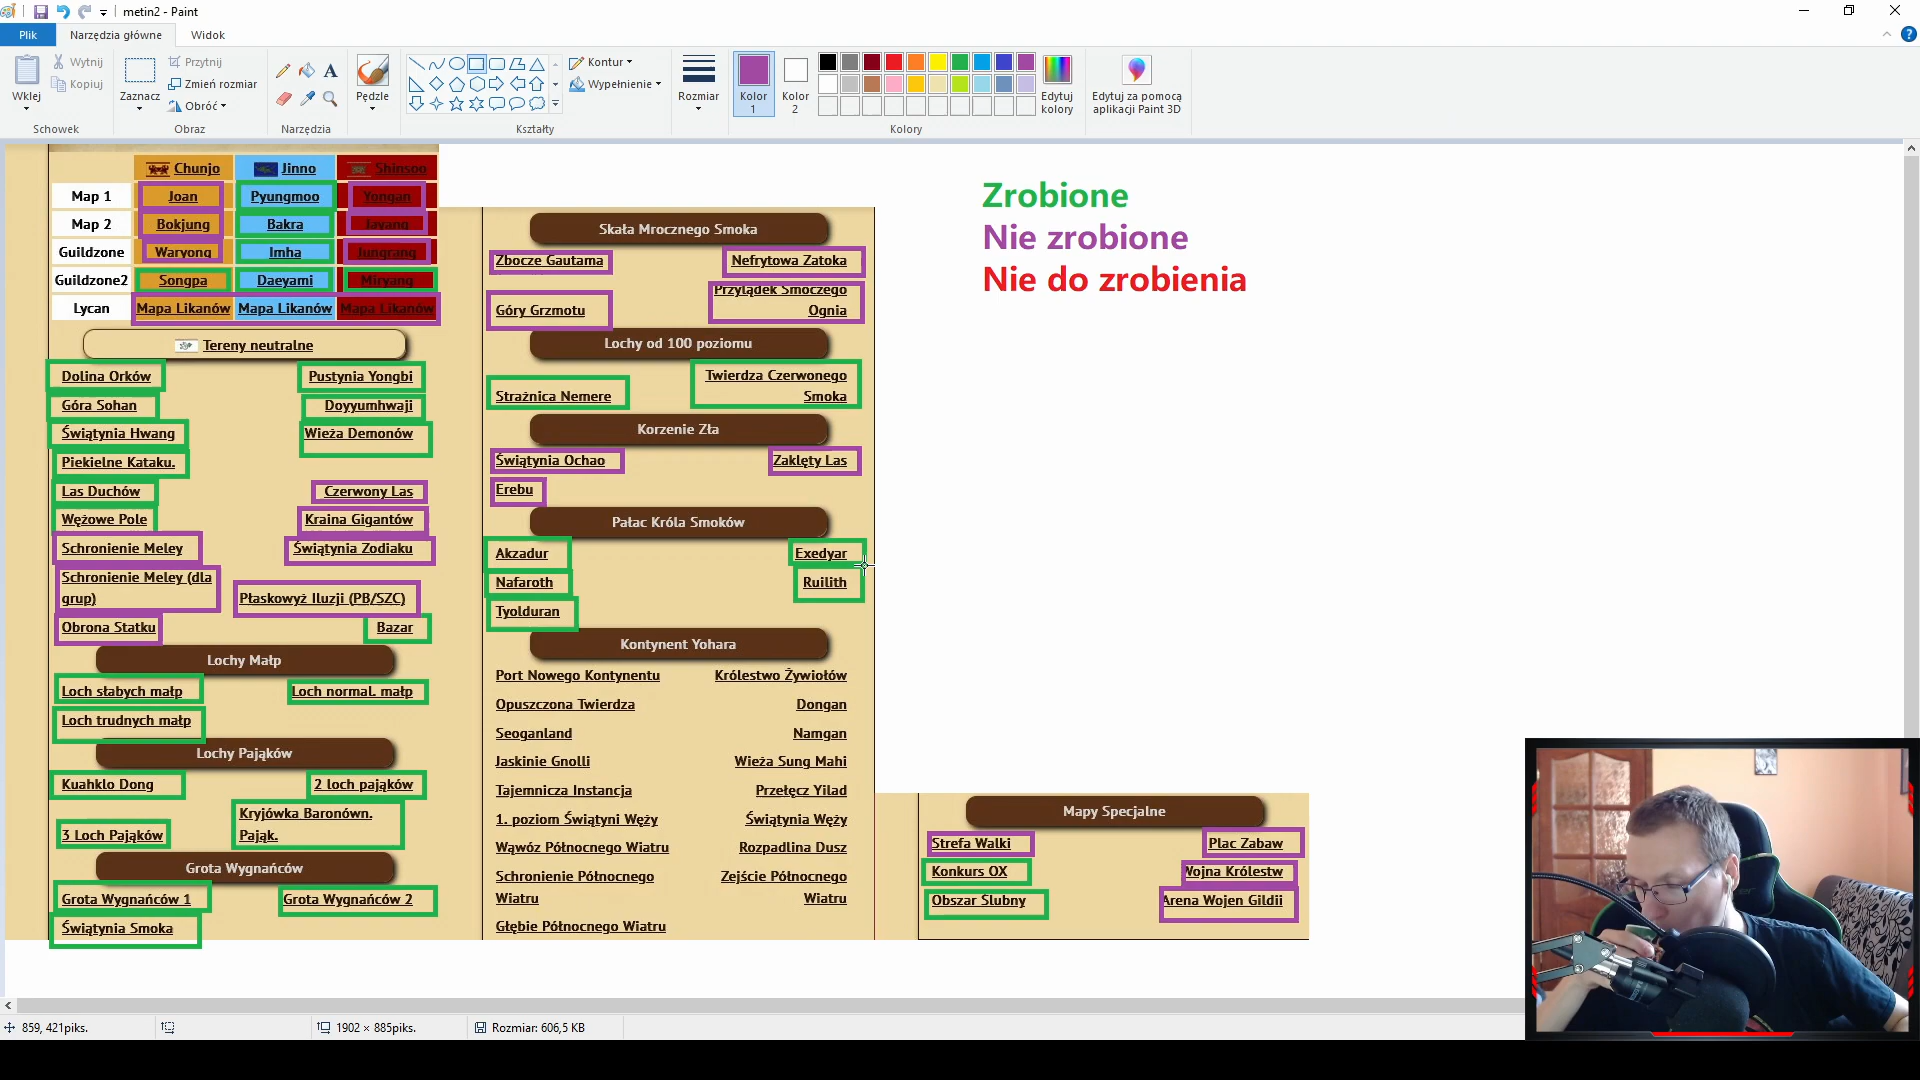 metin2 - Paint
Plik
Narzędzia główne
Widok
Wklej
Wytnij
Kopiuj
Schowek
Zaznacz
Przytnij
Zmień rozmiar
Obróć
Obraz
A
Narzędzia
Pędzle
Kontur
Wypełnienie
Kształty
Rozmiar
Kolor
1
Kolor
2
Kolory
Edytuj
kolory
Edytuj za pomocą
aplikacji Paint 3D
Chunjo Jinno Shinsoo
Map 1 Joan Pyungmoo Yongan
Map 2 Bokjung Bakra Jayang
Guildzone Waryong Imha Jungrang
Guildzone2 Songpa Daeyami Miryang
Lycan Mapa Likanów Mapa Likanów Mapa Likanów
Tereny neutralne
Dolina Orków Pustynia Yongbi
Góra Sohan Doyyumhwaji
Świątynia Hwang Wieża Demonów
Piekielne Kataku.
Las Duchów Czerwony Las
Wężowe Pole Kraina Gigantów
Schronienie Meley Świątynia Zodiaku
Schronienie Meley (dla
grup) Płaskowyż Iluzji (PB/SZC)
Obrona Statku Bazar
Lochy Małp
Loch słabych małp Loch normal. małp
Loch trudnych małp
Lochy Pająków
Kuahklo Dong 2 loch pająków
3 Loch Pająków Kryjówka Baronówn.
Pająk.
Grota Wygnańców
Grota Wygnańców 1 Grota Wygnańców 2
Świątynia Smoka
Skała Mrocznego Smoka
Zbocze Gautama Nefrytowa Zatoka
Góry Grzmotu Przylądek Smoczego
Ognia
Lochy od 100 poziomu
Strażnica Nemere Twierdza Czerwonego
Smoka
Korzenie Zła
Świątynia Ochao Zaklęty Las
Erebu
Pałac Króla Smoków
Akzadur Exedyar
Nafaroth Ruilith
Tyolduran
Kontynent Yohara
Port Nowego Kontynentu Królestwo Żywiołów
Opuszczona Twierdza Dongan
Seoganland Namgan
Jaskinie Gnolli Wieża Sung Mahi
Tajemnicza Instancja Przełęcz Yilad
1. poziom Świątyni Węży Świątynia Węży
Wąwóz Północnego Wiatru Rozpadlina Dusz
Schronienie Północnego
Wiatru
Zejście Północnego
Wiatru
Głębie Północnego Wiatru
Zrobione
Nie zrobione
Nie do zrobienia
Mapy Specjalne
Strefa Walki Plac Zabaw
Konkurs OX Wojna Królestw
Obszar Slubny Arena Wojen Gildii
859, 421piks.
1902 × 885piks.
Rozmiar: 606,5 KB